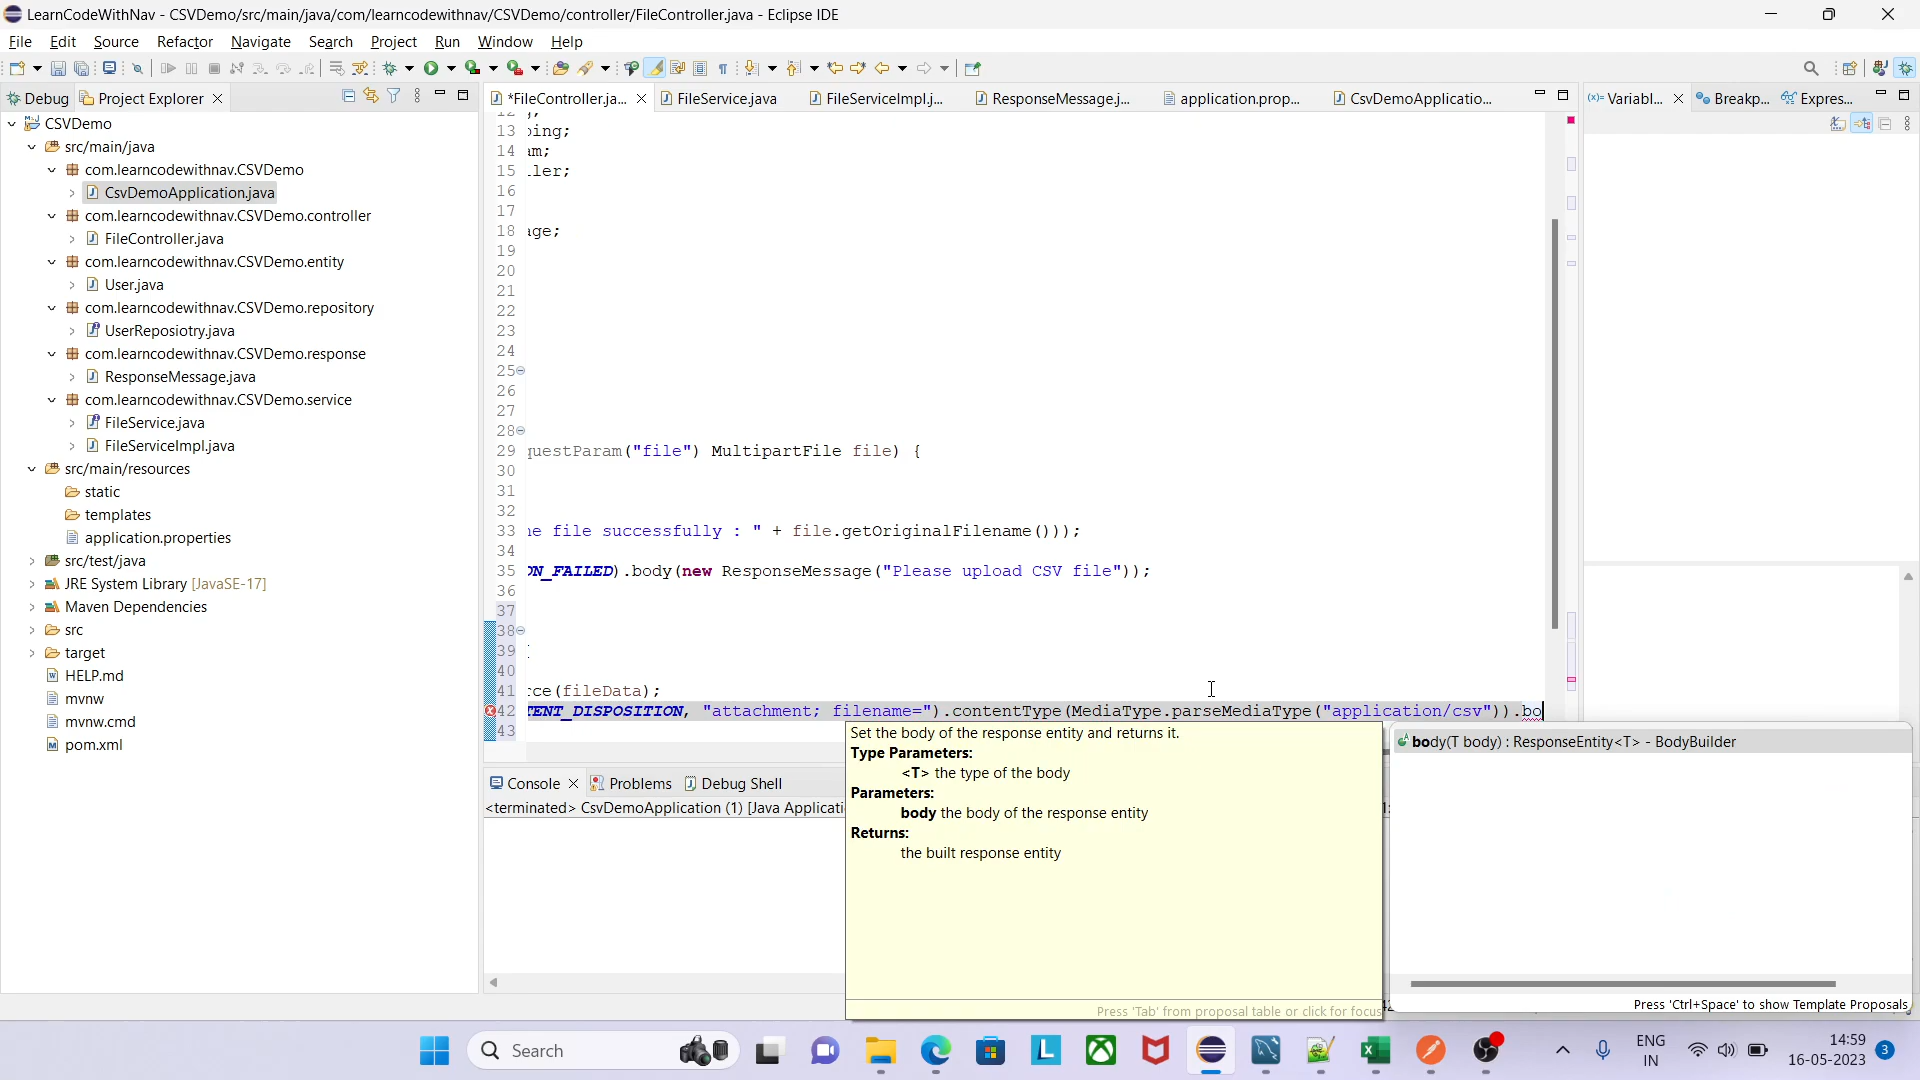 LearnCodeWithNav - CSVDemo/src/main/java/com/learncodewithnav/CSVDemo/controller/FileController.java - Eclipse IDE
File Edit Source Refactor Navigate Search Project Run Window Help
Debug Project Explorer
*FileController.ja... FileService.java FileServiceImpl.j... ResponseMessage.j... application.prop... CsvDemoApplicatio...
Variabl... Breakp... Expres...
CSVDemo
src/main/java
com.learncodewithnav.CSVDemo
CsvDemoApplication.java
com.learncodewithnav.CSVDemo.controller
FileController.java
com.learncodewithnav.CSVDemo.entity
User.java
com.learncodewithnav.CSVDemo.repository
UserReposiotry.java
com.learncodewithnav.CSVDemo.response
ResponseMessage.java
com.learncodewithnav.CSVDemo.service
FileService.java
FileServiceImpl.java
src/main/resources
static
templates
application.properties
src/test/java
JRE System Library [JavaSE-17]
Maven Dependencies
src
target
HELP.md
mvnw
mvnw.cmd
pom.xml
13 ping;
14 am;
15 ler;
16
17
18 age;
19
20
21
22
23
24
25
26
27
28
29 questParam("file") MultipartFile file) {
30
31
32
33 he file successfully : " + file.getOriginalFilename()));
34
35 ON_FAILED).body(new ResponseMessage("Please upload CSV file"));
36
37
38
39
40
41 rce(fileData);
42 TENT_DISPOSITION, "attachment; filename=").contentType(MediaType.parseMediaType("application/csv")).bo
43
Set the body of the response entity and returns it.
Type Parameters:
<T> the type of the body
Parameters:
body the body of the response entity
Returns:
the built response entity
Press 'Tab' from proposal table or click for focus
body(T body) : ResponseEntity<T> - BodyBuilder
Press 'Ctrl+Space' to show Template Proposals
Console Problems Debug Shell
<terminated> CsvDemoApplication (1) [Java Applicati
Search
ENG
IN
14:59
16-05-2023
3